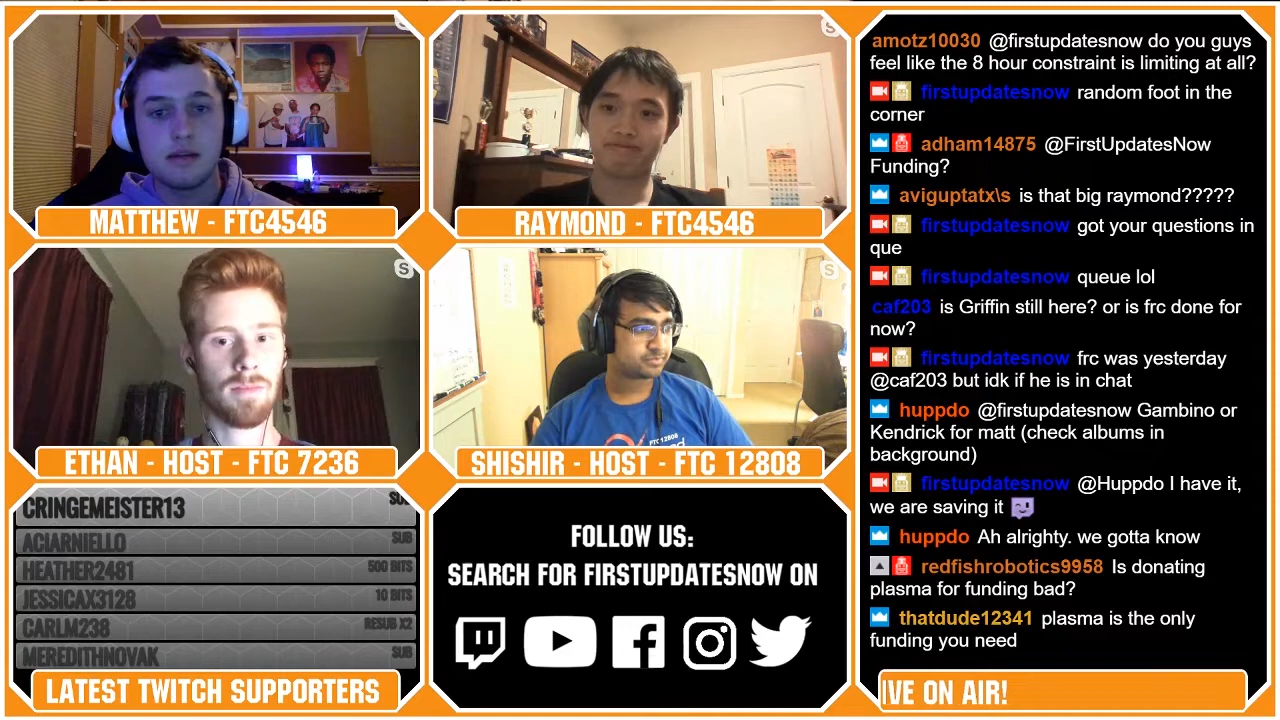 MATTHEW - FTC4546
RAYMOND - FTC4546
ETHAN - HOST - FTC 7236
FTC 12808
SHISHIR - HOST - FTC 12808
CRINGEMEISTER13
ACIARNIELLO SUB
HEATHER2481 500 BITS
JESSICAX3128 10 BITS
CARLM238 RESUB X2
MEREDITHNOVAK SUB
LATEST TWITCH SUPPORTERS
FOLLOW US:
SEARCH FOR FIRSTUPDATESNOW ON
amotz10030 @firstupdatesnow do you guys
feel like the 8 hour constraint is limiting at all?
firstupdatesnow random foot in the
corner
adham14875 @FirstUpdatesNow
Funding?
aviguptatx\s is that big raymond?????
firstupdatesnow got your questions in
que
firstupdatesnow queue lol
caf203 is Griffin still here? or is frc done for
now?
firstupdatesnow frc was yesterday
@caf203 but idk if he is in chat
huppdo @firstupdatesnow Gambino or
Kendrick for matt (check albums in
background)
firstupdatesnow @Huppdo I have it,
we are saving it
huppdo Ah alrighty. we gotta know
redfishrobotics9958 Is donating
plasma for funding bad?
thatdude12341 plasma is the only
funding you need
IVE ON AIR!